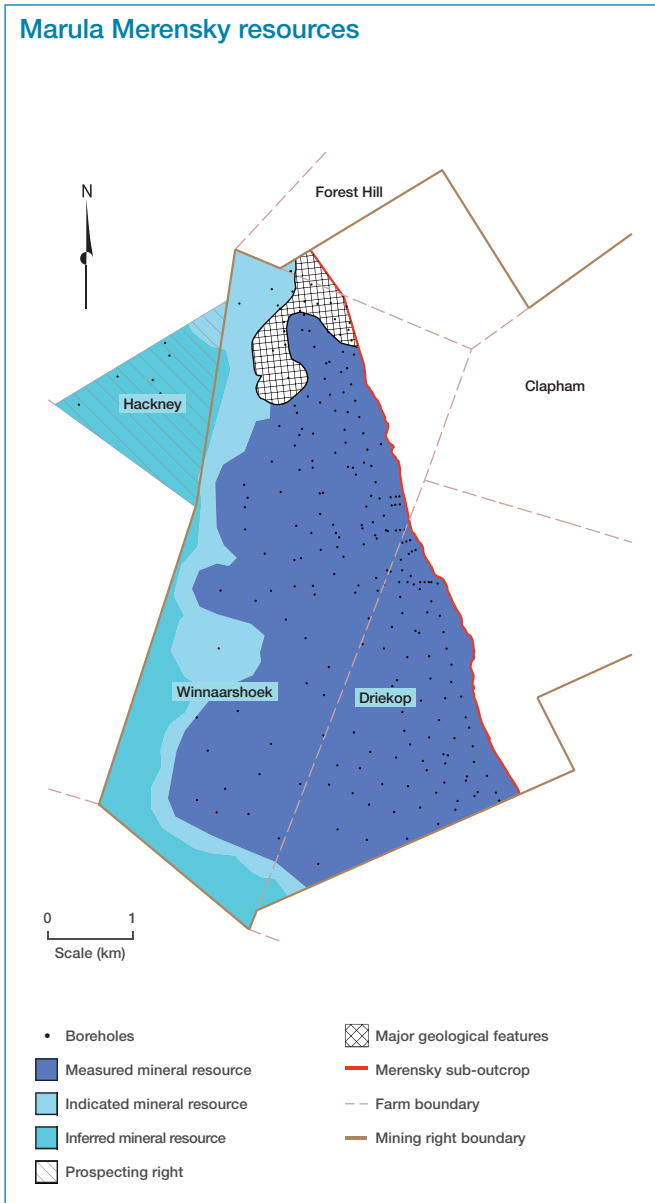 Marula Merensky resources
N
Forest Hill
Clapham
Hackney
Winnaarshoek
Driekop
0 1
Scale (km)
Boreholes
Measured mineral resource
Indicated mineral resource
Inferred mineral resource
Prospecting right
Major geological features
Merensky sub-outcrop
Farm boundary
Mining right boundary